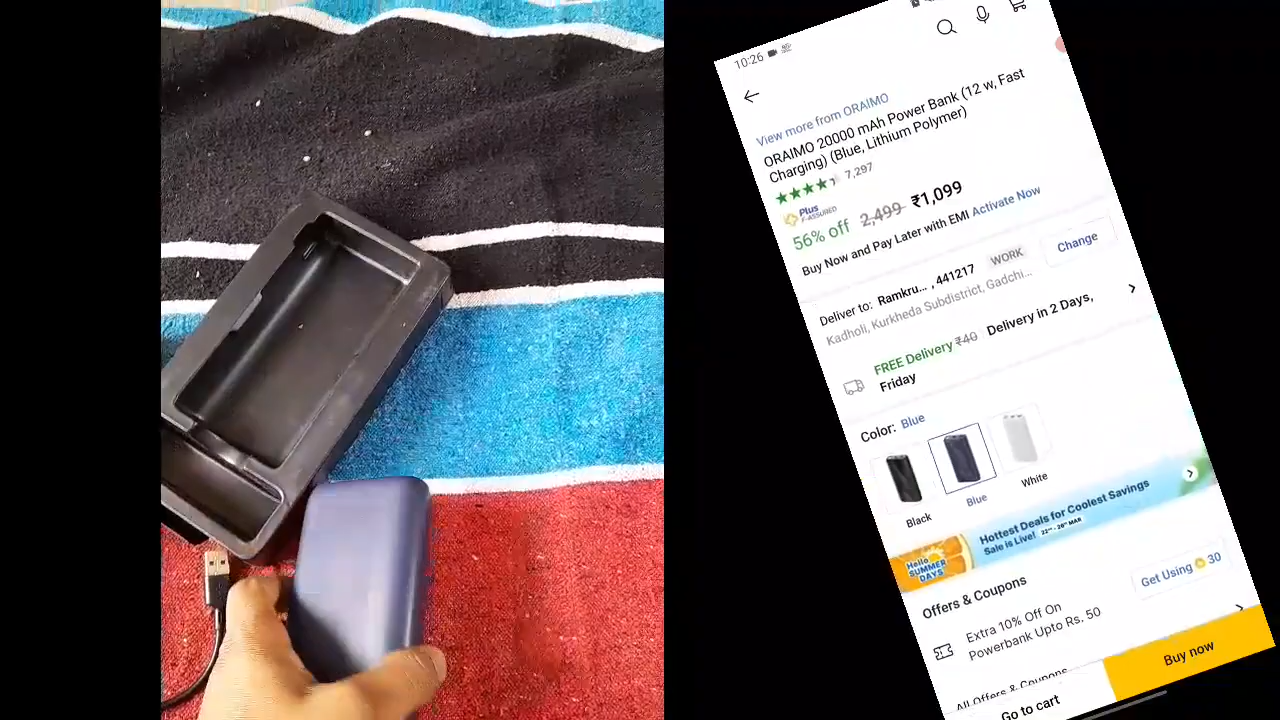 10:26
View more from ORAIMO
ORAIMO 20000 mAh Power Bank (12 w, Fast
Charging) (Blue, Lithium Polymer)
7,297
Plus
F-ASSURED
56% off 2,499 ₹1,099
Buy Now and Pay Later with EMI Activate Now
Deliver to: Ramkru... , 441217 WORK
Change
Kadholi, Kurkheda Subdistrict, Gadchi...
FREE Delivery ₹40 Delivery in 2 Days,
Friday
Color: Blue
Black
Blue
White
Hello
SUMMER
DAYS
Hottest Deals for Coolest Savings
Sale is Live!
Offers & Coupons
Get Using 30
Extra 10% Off On
Powerbank Upto Rs. 50
All Offers & Coupons
Go to cart
Buy now